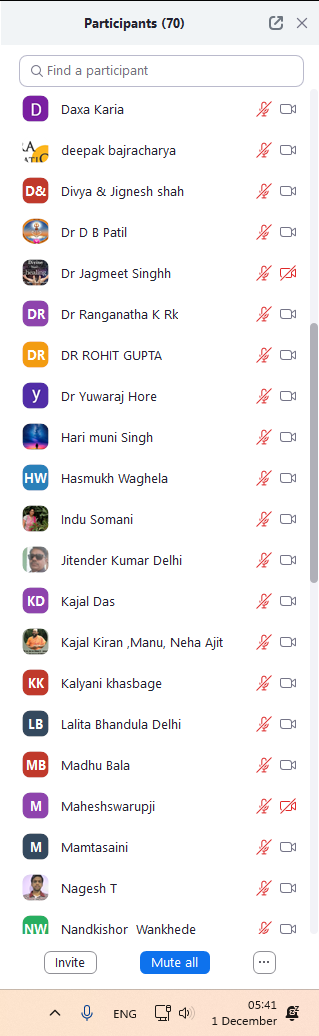 Participants (70)
Find a participant
D Daxa Karia
deepak bajracharya
D& Divya & Jignesh shah
Dr D B Patil
Dr Jagmeet Singhh
DR Dr Ranganatha K Rk
DR DR ROHIT GUPTA
y Dr Yuwaraj Hore
Hari muni Singh
HW Hasmukh Waghela
Indu Somani
Jitender Kumar Delhi
KD Kajal Das
Kajal Kiran ,Manu, Neha Ajit
KK Kalyani khasbage
LB Lalita Bhandula Delhi
MB Madhu Bala
M Maheshswarupji
M Mamtasaini
Nagesh T
NW Nandkishor Wankhede
Invite Mute all ...
ENG 05:41
1 December